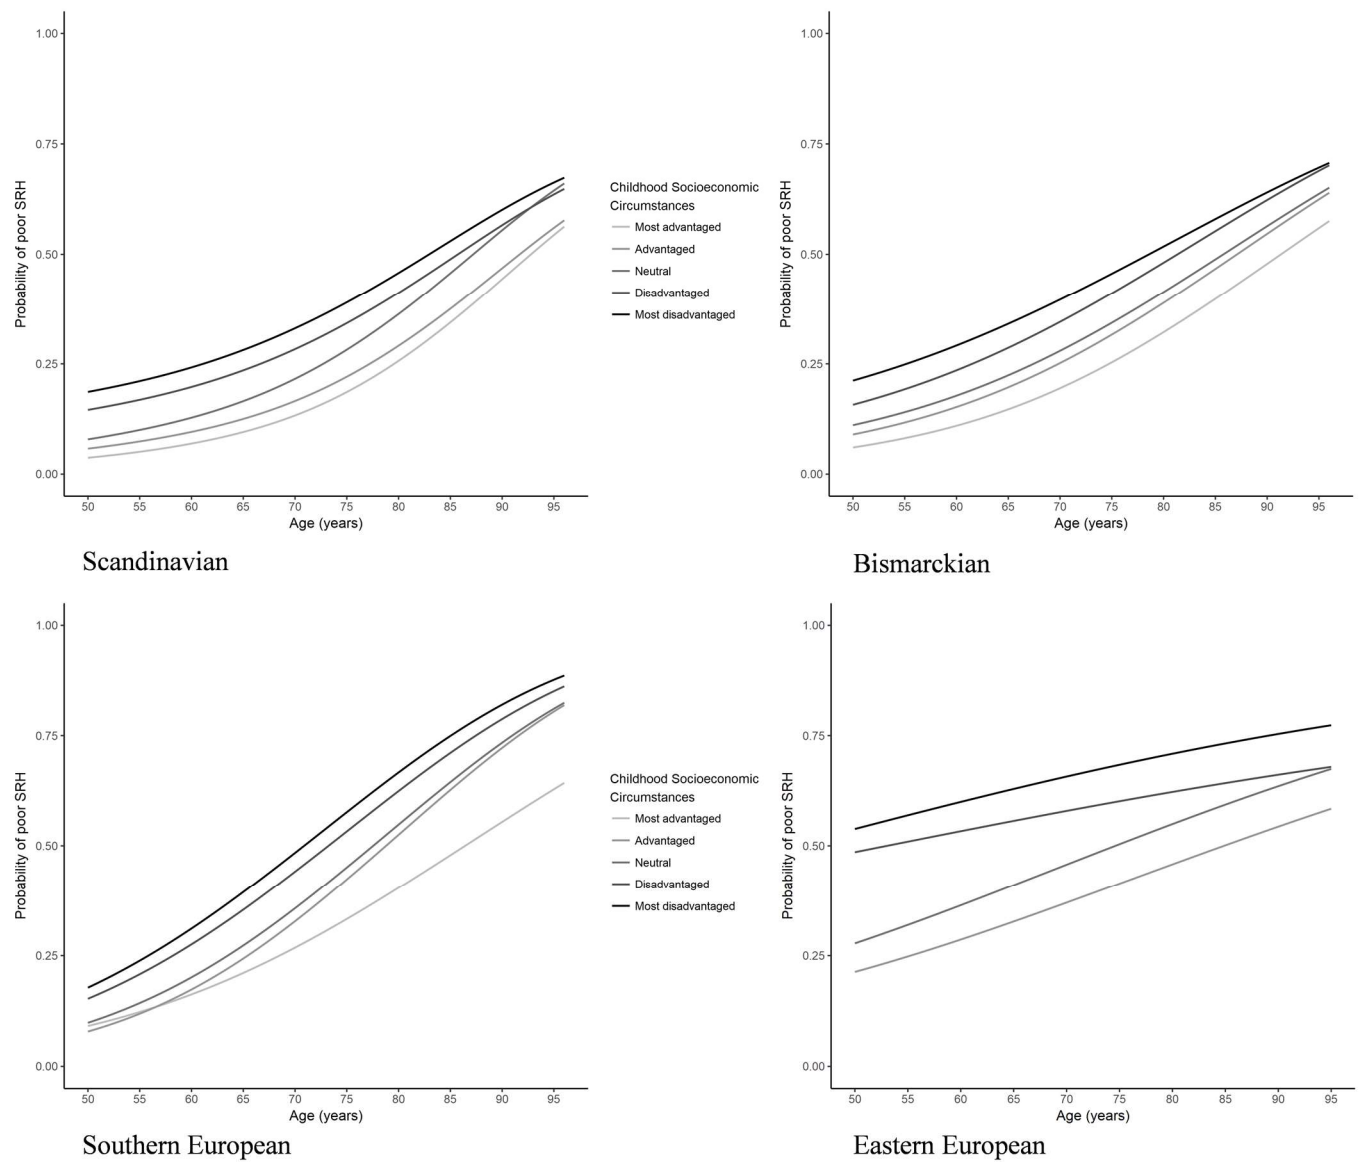 1.00
0.75
0.50
0.25
0.00
Probability of poor SRH
50 55 60 65 70 75 80 85 90 95
Age (years)
Scandinavian
Childhood Socioeconomic
Circumstances
Most advantaged
Advantaged
Neutral
Disadvantaged
Most disadvantaged
1.00
0.75
0.50
0.25
0.00
Probability of poor SRH
50 55 60 65 70 75 80 85 90 95
Age (years)
Bismarckian
1.00
0.75
0.50
0.25
0.00
Probability of poor SRH
50 55 60 65 70 75 80 85 90 95
Age (years)
Southern European
Childhood Socioeconomic
Circumstances
Most advantaged
Advantaged
Neutral
Disadvantaged
Most disadvantaged
1.00
0.75
0.50
0.25
0.00
Probability of poor SRH
50 55 60 65 70 75 80 85 90 95
Age (years)
Eastern European